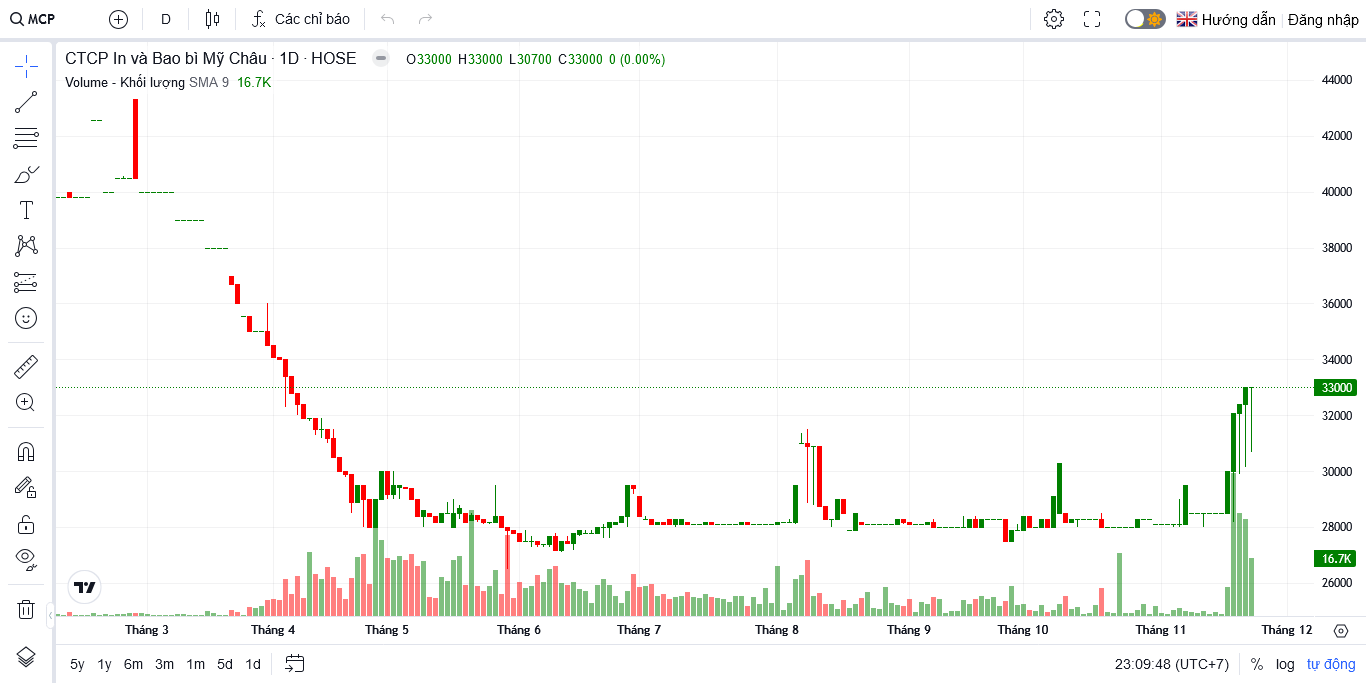 MCP D Các chỉ báo Hướng dẫn Đăng nhập
CTCP In và Bao bì Mỹ Châu · 1D · HOSE O33000 H33000 L30700 C33000 0 (0.00%)
Volume - Khối lượng SMA 9 16.7K
44000
42000
40000
38000
36000
34000
33000
32000
30000
28000
16.7K
26000
Tháng 3 Tháng 4 Tháng 5 Tháng 6 Tháng 7 Tháng 8 Tháng 9 Tháng 10 Tháng 11 Tháng 12
5y 1y 6m 3m 1m 5d 1d 23:09:48 (UTC+7) % log tự động